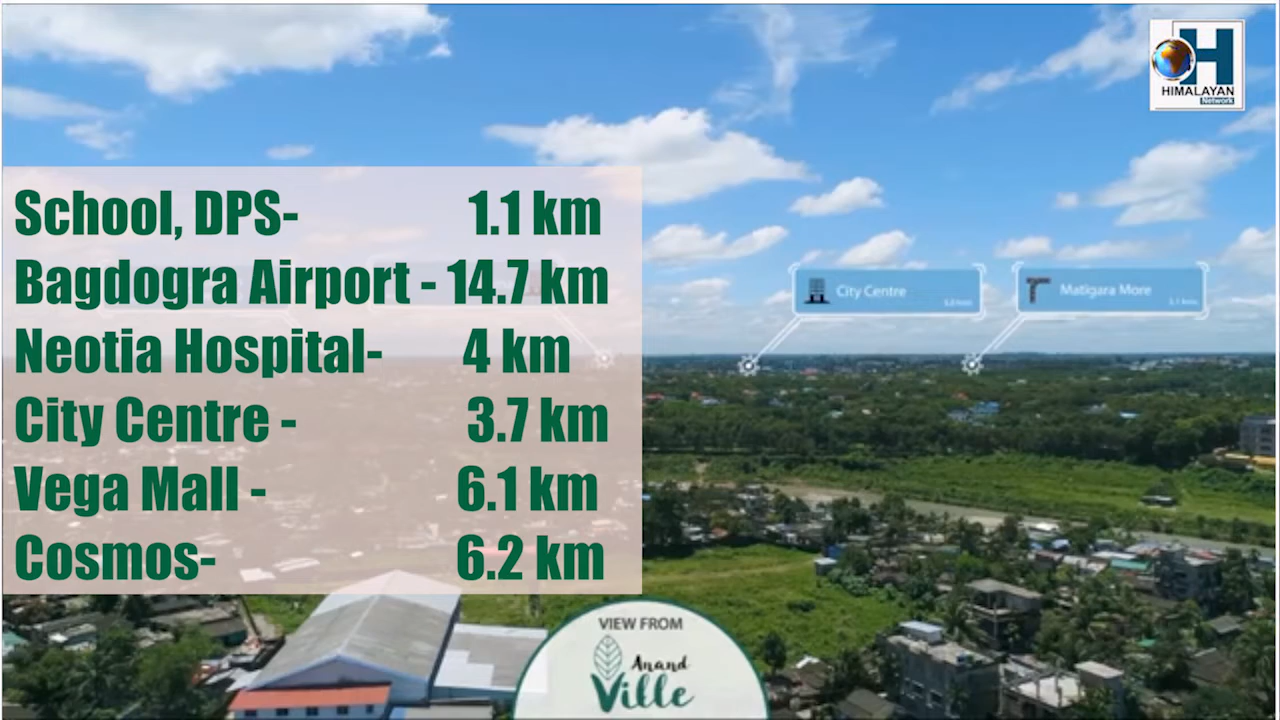 HIMALAYAN
Network
School, DPS- 1.1 km
Bagdogra Airport - 14.7 km
Neotia Hospital- 4 km
City Centre - 3.7 km
Vega Mall - 6.1 km
Cosmos- 6.2 km
City Centre
Matigara More
VIEW FROM
Anand
Ville